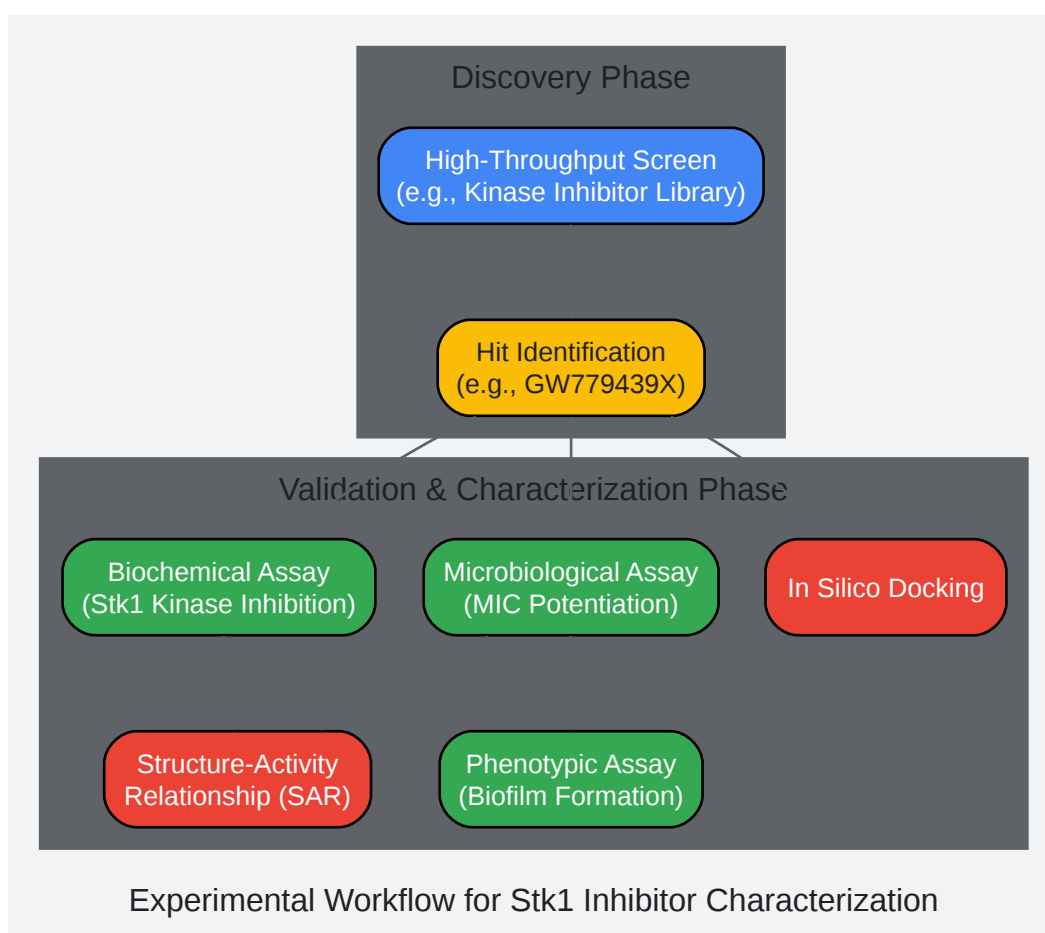 Discovery Phase
High-Throughput Screen
(e.g., Kinase Inhibitor Library)
Hit Identification
(e.g., GW779439X)
Validation & Characterization Phase
Biochemical Assay
(Stk1 Kinase Inhibition)
Microbiological Assay
(MIC Potentiation)
In Silico Docking
Structure-Activity
Relationship (SAR)
Phenotypic Assay
(Biofilm Formation)
Experimental Workflow for Stk1 Inhibitor Characterization